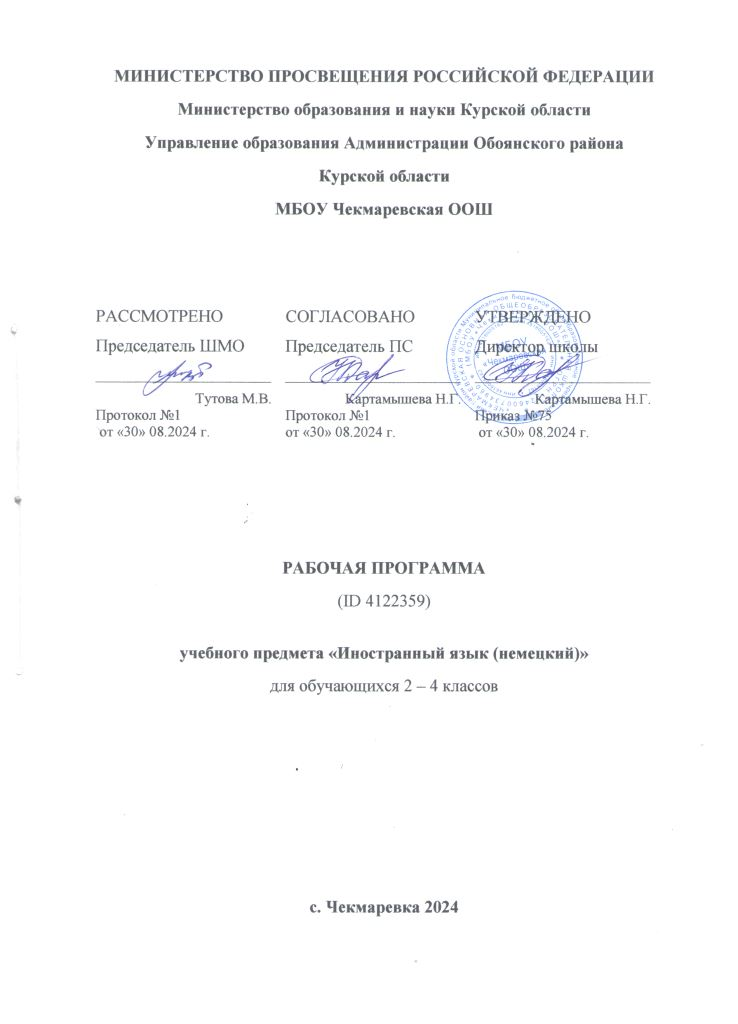 МИНИСТЕРСТВО ПРОСВЕЩЕНИЯ РОССИЙСКОЙ ФЕДЕРАЦИИ
Министерство образования и науки Курской области
Управление образования Администрации Обоянского района
Курской области
МБОУ Чекмаревская ООШ
РАССМОТРЕНО
Председатель ШМО
Тутова М.В.
Протокол №1
от «30» 08.2024 г.
СОГЛАСОВАНО
Председатель ПС
Картамышева Н.Г.
Протокол №1
от «30» 08.2024 г.
УТВЕРЖДЕНО
Директор школы
Картамышева Н.Г.
Приказ №75
от «30» 08.2024 г.
РАБОЧАЯ ПРОГРАММА
(ID 4122359)
учебного предмета «Иностранный язык (немецкий)»
для обучающихся 2 – 4 классов
с. Чекмаревка 2024